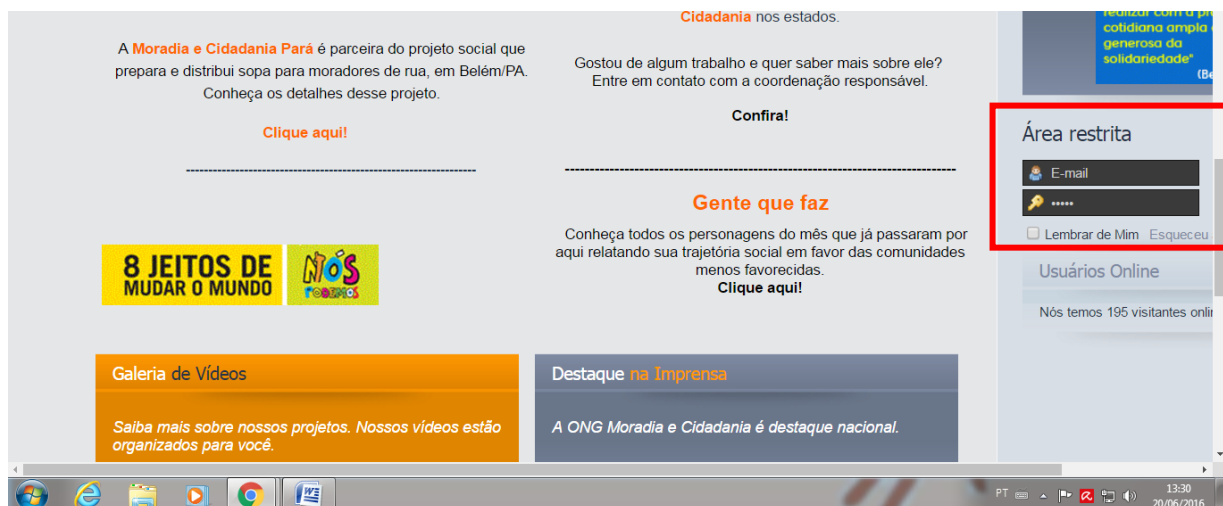 Cidadania nos estados.
A Moradia e Cidadania Pará é parceira do projeto social que
prepara e distribui sopa para moradores de rua, em Belém/PA.
Conheça os detalhes desse projeto.
Clique aqui!
-----------------------------------------------------------------
Gostou de algum trabalho e quer saber mais sobre ele?
Entre em contato com a coordenação responsável.
Confira!
--------------------------------------------------------------------------------
Gente que faz
Conheça todos os personagens do mês que já passaram por
aqui relatando sua trajetória social em favor das comunidades
menos favorecidas.
Clique aqui!
8 JEITOS DE
MUDAR O MUNDO
NÓS
PODEMOS
Galeria de Vídeos
Saiba mais sobre nossos projetos. Nossos vídeos estão
organizados para você.
Destaque na Imprensa
A ONG Moradia e Cidadania é destaque nacional.
realizar com a
cotidiana ampla
generosa da
solidariedade"
Área restrita
E-mail
•••••
Lembrar de Mim Esqueceu
Usuários Online
Nós temos 195 visitantes
PT
13:30
20/06/2016